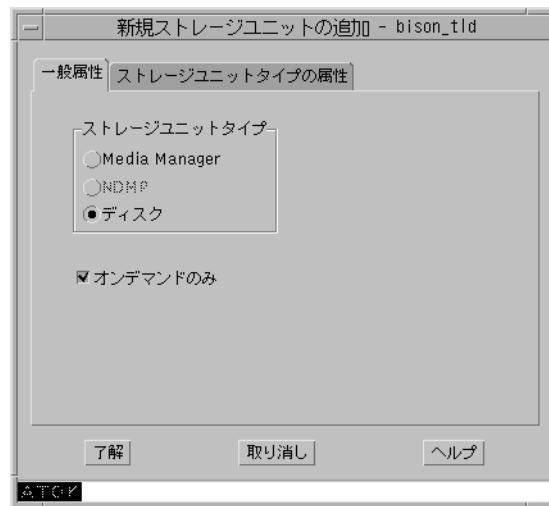 新規ストレージユニットの追加 - bison_tld
一般属性 ストレージユニットタイプの属性
ストレージユニットタイプ
Media Manager
NDMP
ディスク
オンデマンドのみ
了解 取り消し ヘルプ
ATOK